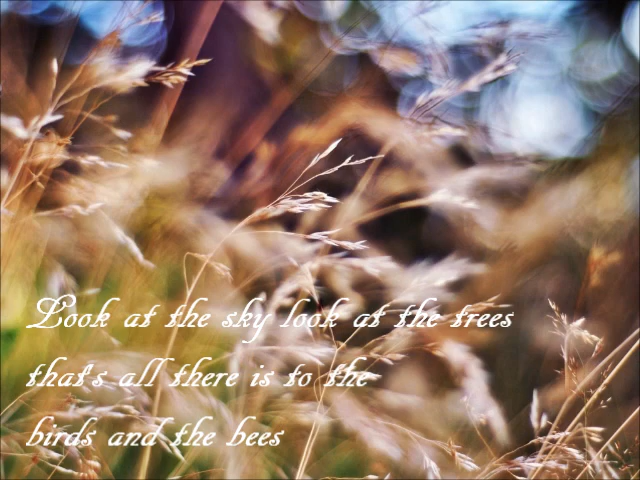 Look at the sky look at the trees
that's all there is to the
birds and the bees